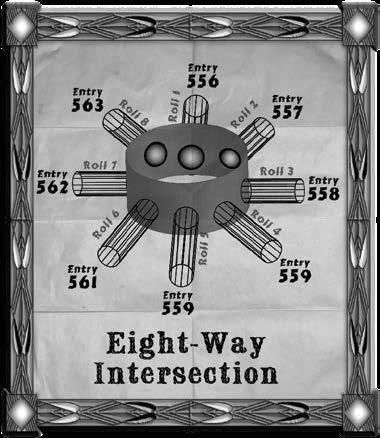 Entry
556
Roll 1
Entry
563
Roll 8
Roll 2
Entry
557
Entry
562
Roll 7
Roll 3
Entry
558
Roll 6
Entry
561
Roll 5
Entry
559
Roll 4
Entry
559
Eight-Way
Intersection